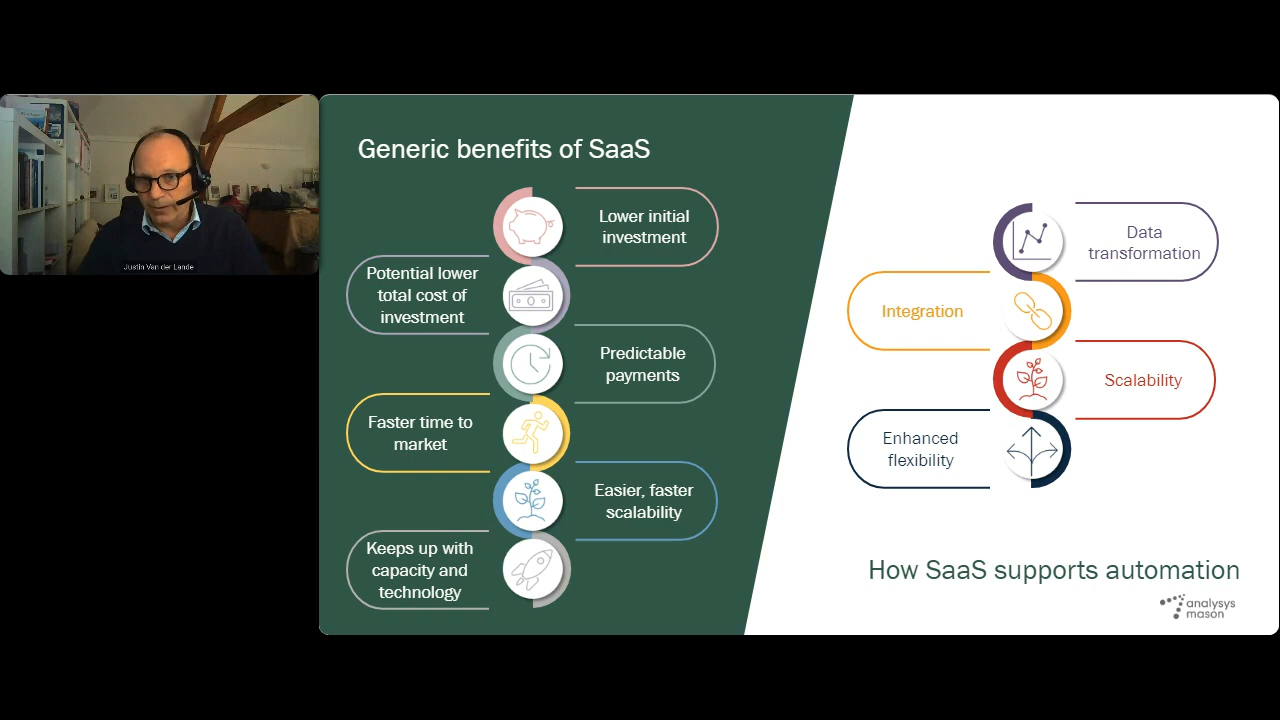 Justin Van der Lande
Generic benefits of SaaS
Lower initial
investment
Potential lower
total cost of
investment
Predictable
payments
Faster time to
market
Easier, faster
scalability
Keeps up with
capacity and
technology
Data
transformation
Integration
Scalability
Enhanced
flexibility
How SaaS supports automation
analysys
mason